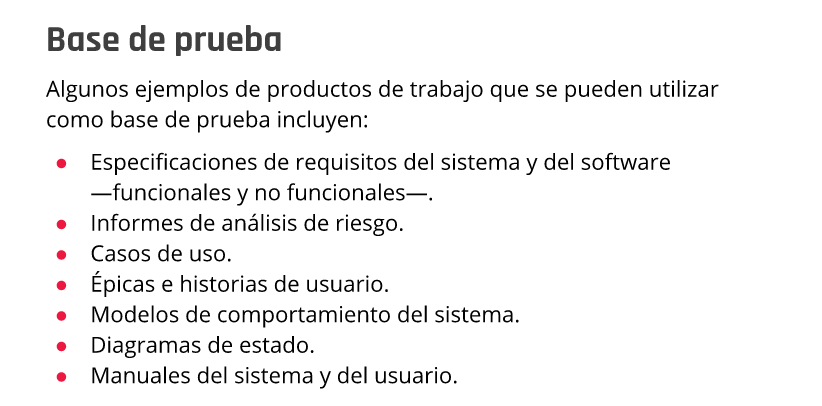 Base de prueba
Algunos ejemplos de productos de trabajo que se pueden utilizar
como base de prueba incluyen:
● Especificaciones de requisitos del sistema y del software
—funcionales y no funcionales—.
● Informes de análisis de riesgo.
● Casos de uso.
● Épicas e historias de usuario.
● Modelos de comportamiento del sistema.
● Diagramas de estado.
● Manuales del sistema y del usuario.